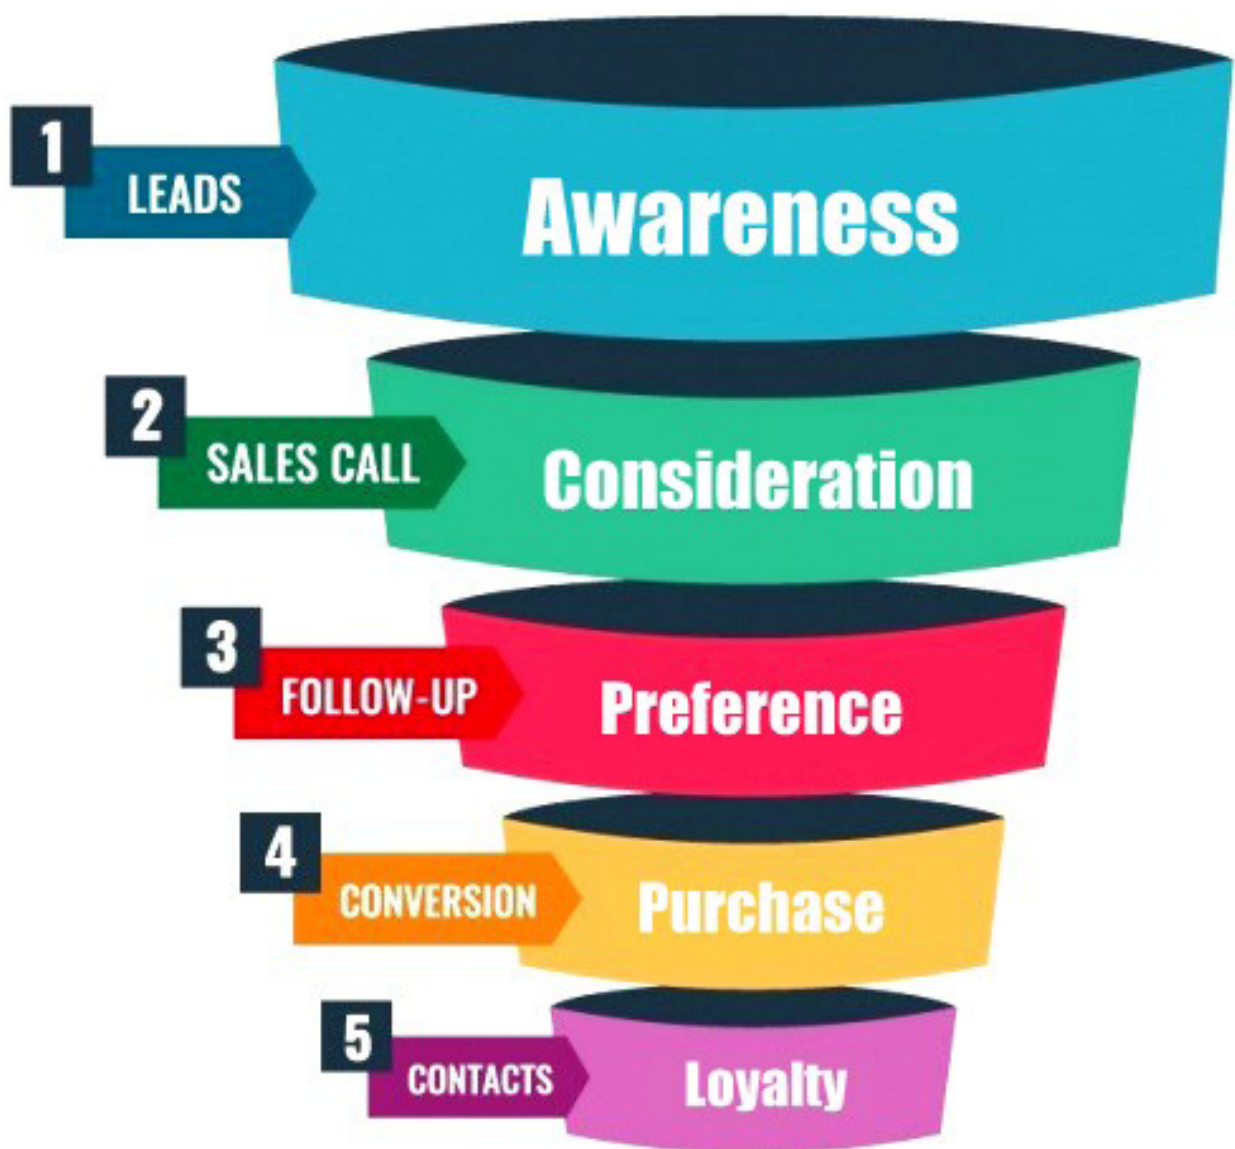 1
LEADS
Awareness
2
SALES CALL
Consideration
3
FOLLOW-UP
Preference
4
CONVERSION
Purchase
5
CONTACTS
Loyalty